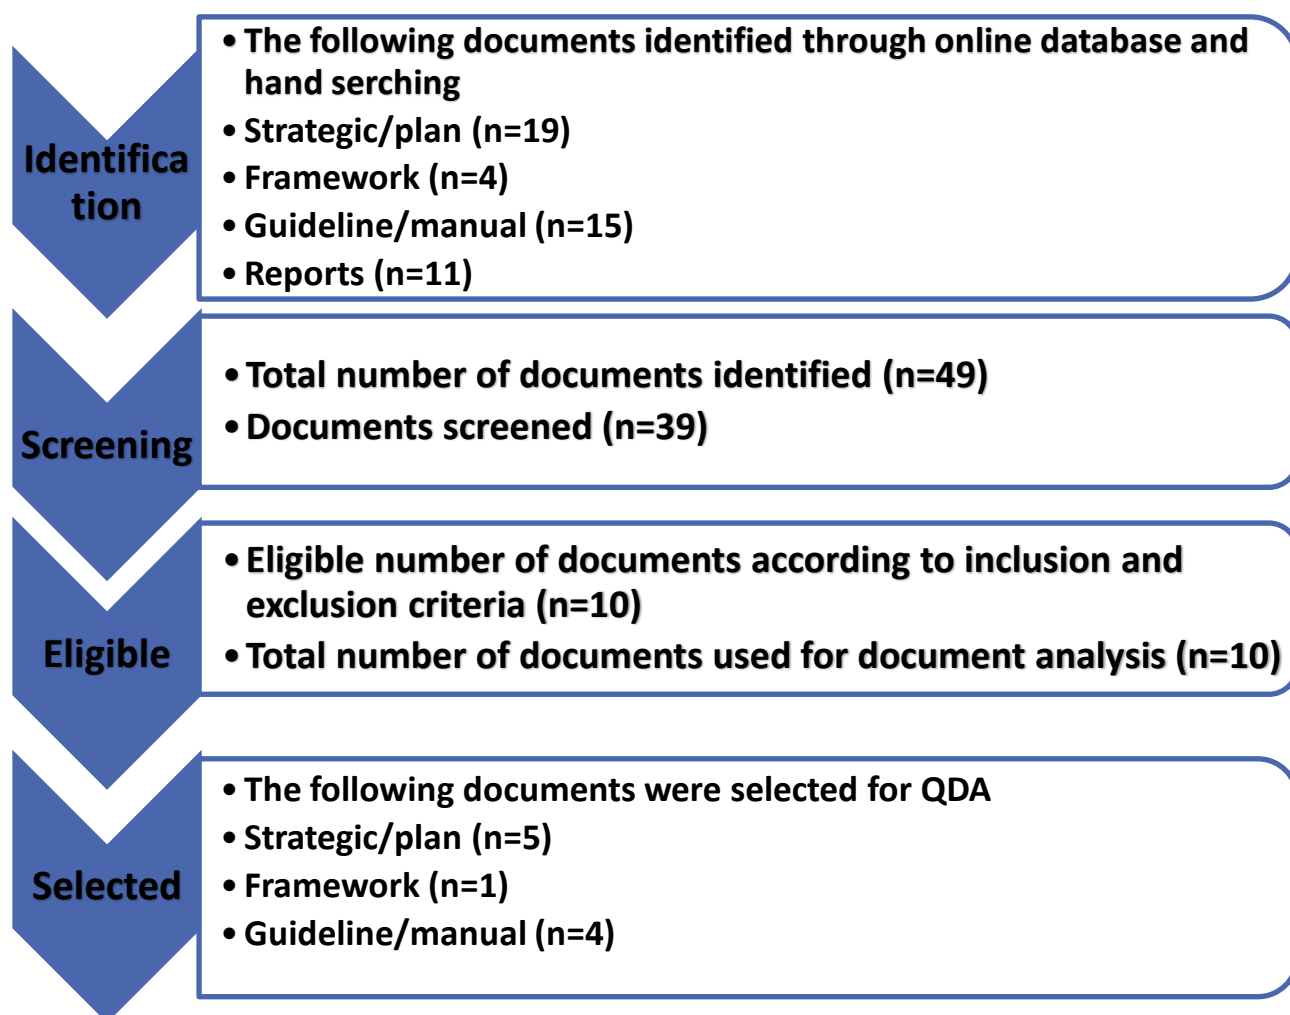 Identifica
tion
• The following documents identified through online database and
hand serching
• Strategic/plan (n=19)
• Framework (n=4)
• Guideline/manual (n=15)
• Reports (n=11)
Screening
• Total number of documents identified (n=49)
• Documents screened (n=39)
Eligible
• Eligible number of documents according to inclusion and
exclusion criteria (n=10)
• Total number of documents used for document analysis (n=10)
Selected
• The following documents were selected for QDA
• Strategic/plan (n=5)
• Framework (n=1)
• Guideline/manual (n=4)